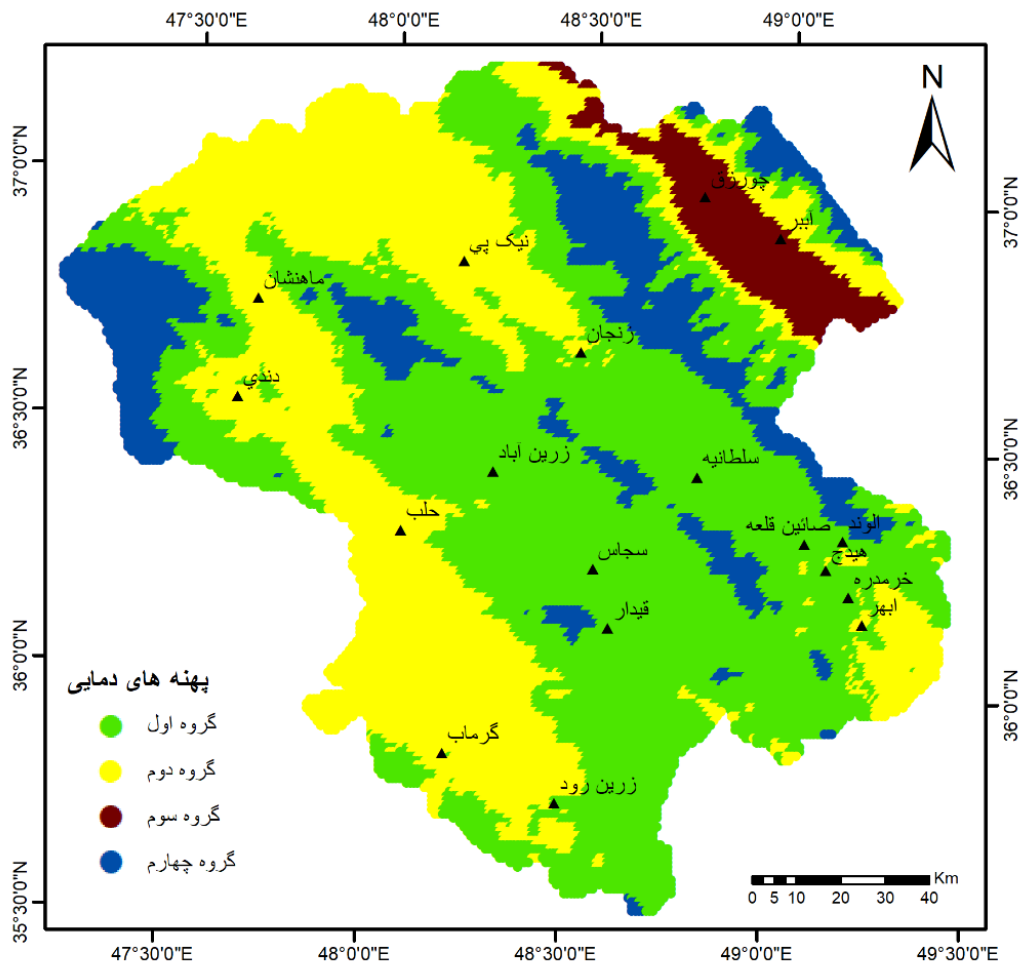 47°30'0"E 48°0'0"E 48°30'0"E 49°0'0"E
N
37°0'0"N
37°0'0"N
چورزق
آببر
نیک پي
ماهنشان
زنجان
دندي
36°30'0"N
36°30'0"N
زرین آباد
سلطانیه
حلب
صائین قلعه
الوند
هیدج
سجاس
خرمدره
قیدار
ابهر
36°0'0"N
36°0'0"N
پهنه های دمایی
گروه اول
گروه دوم
گروه سوم
گروه چهارم
گرماب
زرین رود
Km
0 5 10 20 30 40
35°30'0"N
47°30'0"E 48°0'0"E 48°30'0"E 49°0'0"E 49°30'0"E